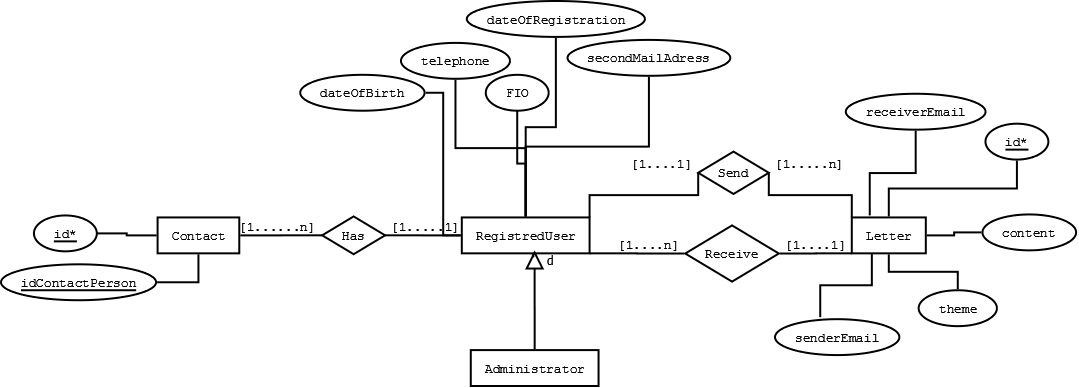 dateOfRegistration
telephone
secondMailAdress
dateOfBirth
FIO
receiverEmail
id*
[1....1]
Send
[1.....n]
id*
Contact
[1......n]
Has
[1.....1]
RegistredUser
[1....n]
Receive
[1....1]
Letter
content
d
idContactPerson
theme
senderEmail
Administrator